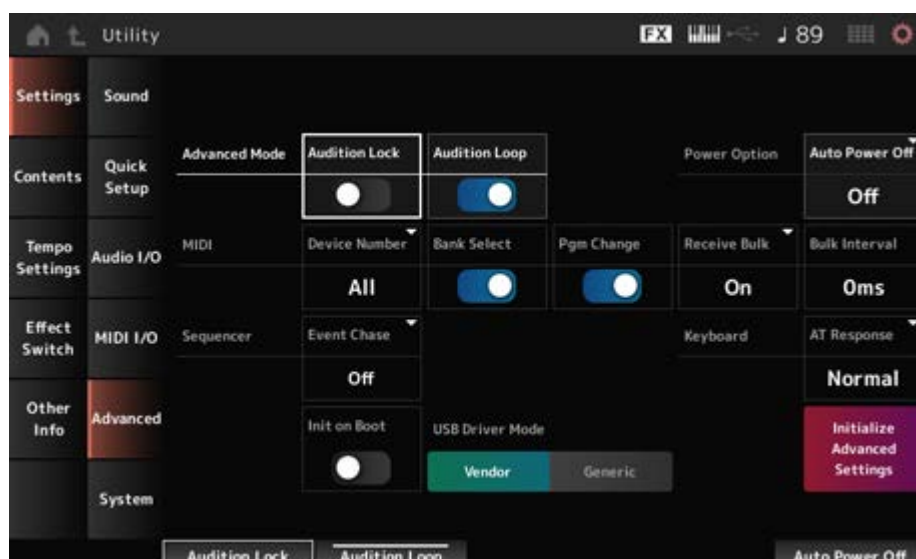 Utility
FX
♩ 89
Settings
Sound
Contents
Quick
Setup
Advanced Mode
Audition Lock
Audition Loop
Power Option
Auto Power Off
Off
Tempo
Settings
Audio I/O
MIDI
Device Number
Bank Select
Pgm Change
Receive Bulk
Bulk Interval
All
On
0ms
Effect
Switch
MIDI I/O
Sequencer
Event Chase
Keyboard
AT Response
Off
Normal
Other
Info
Advanced
Init on Boot
USB Driver Mode
Vendor
Generic
Initialize
Advanced
Settings
System
Audition Lock
Audition Loop
Auto Power Off